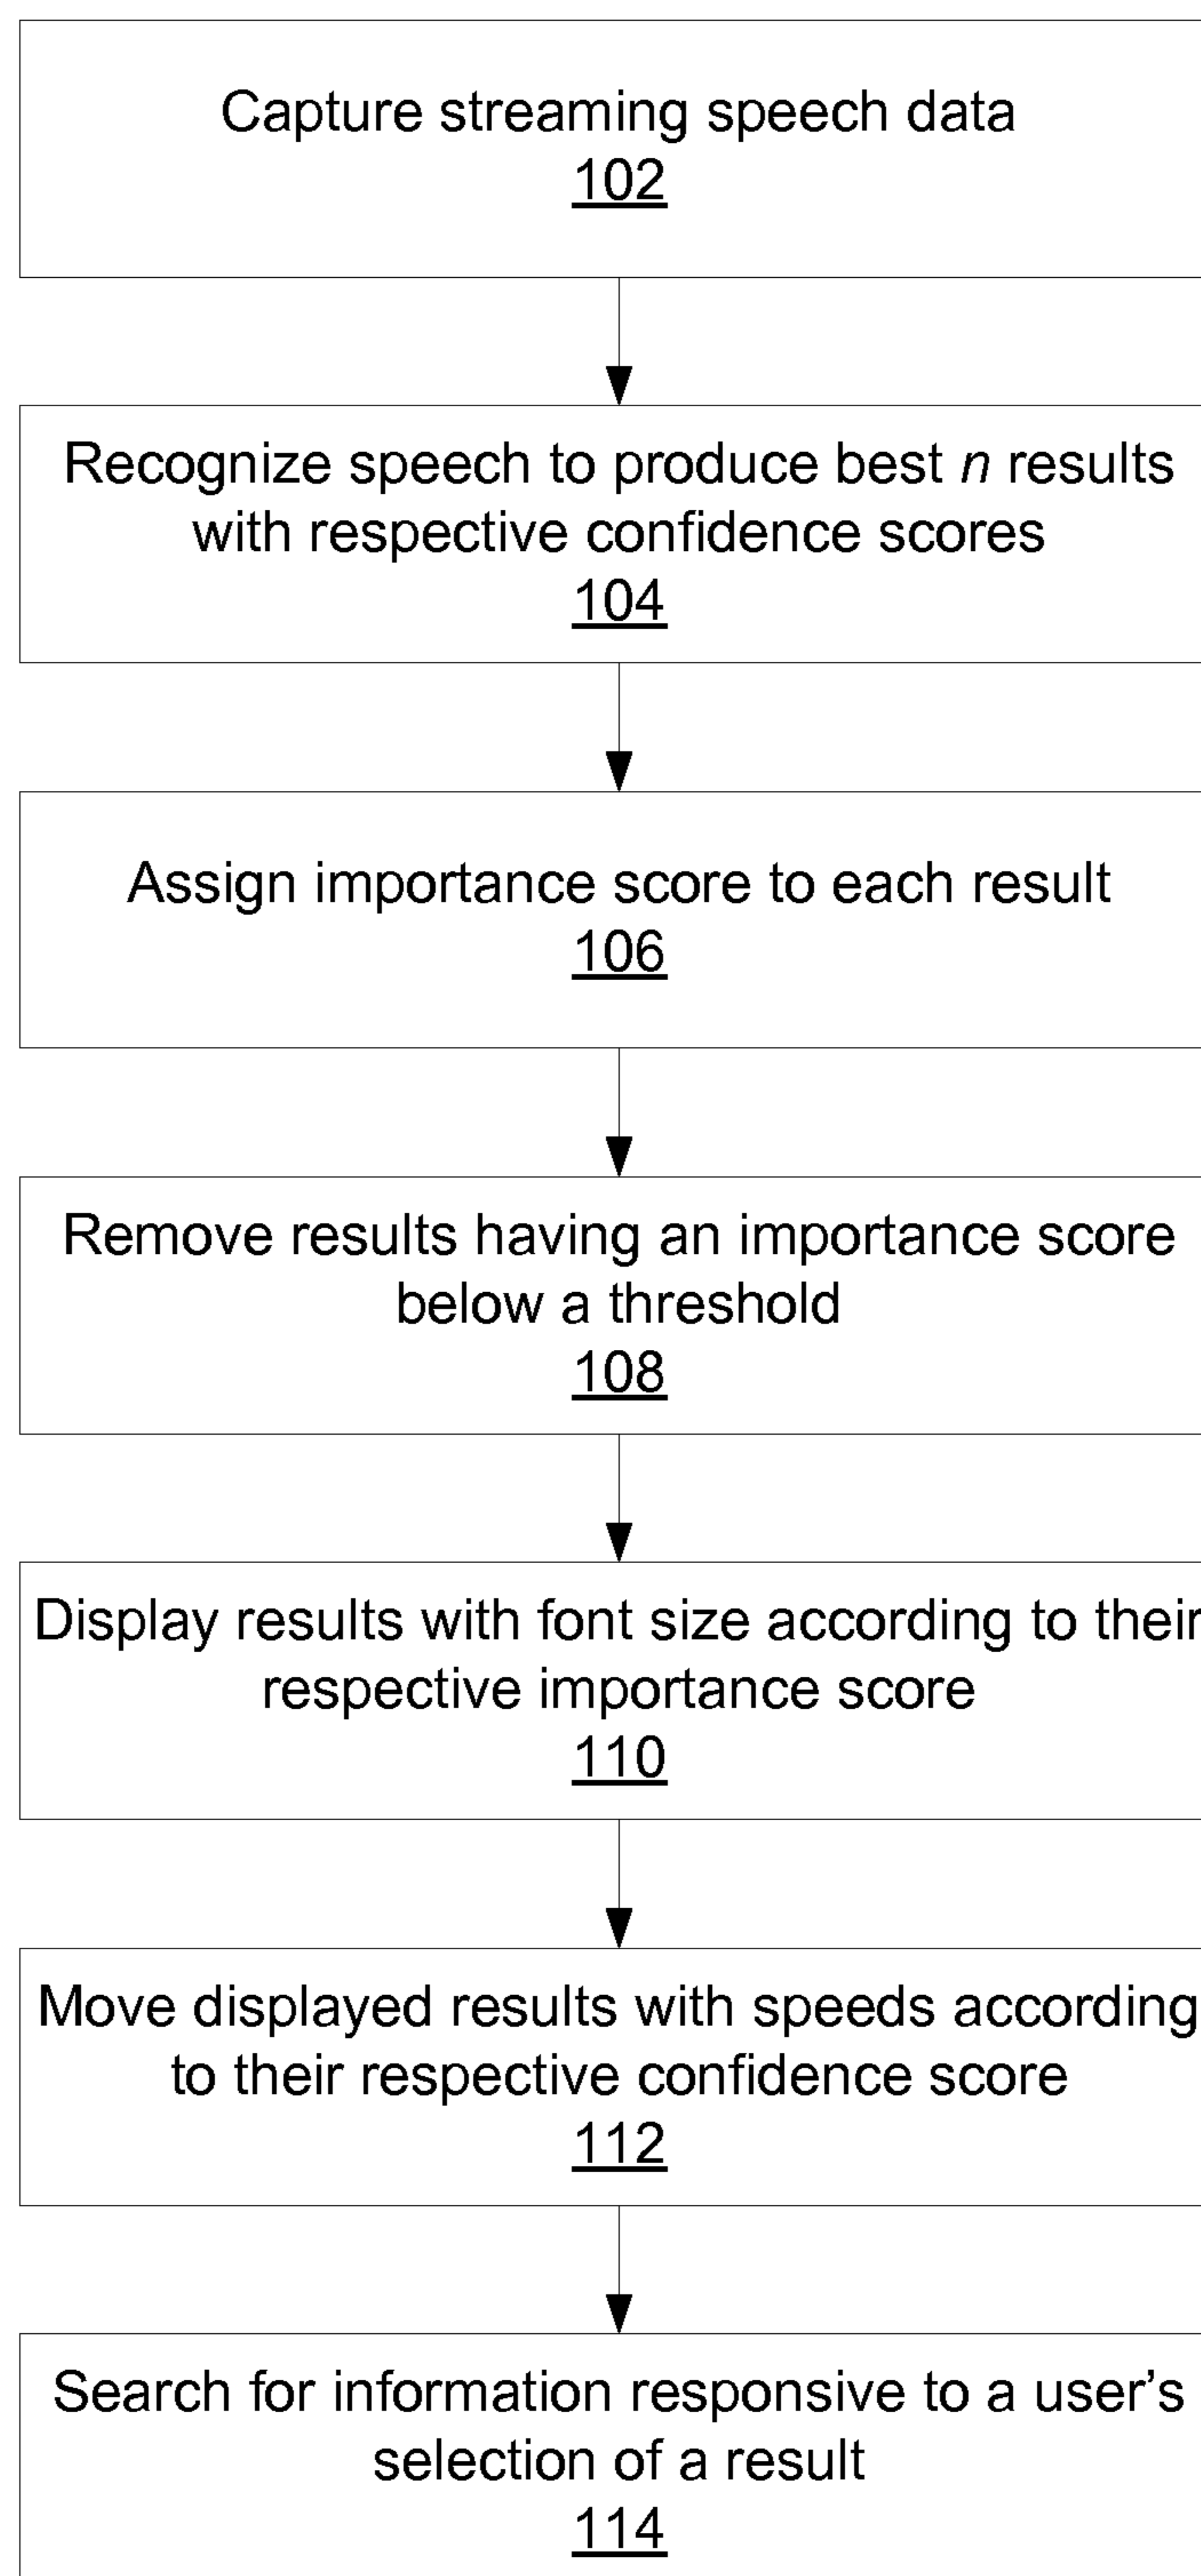 Capture streaming speech data
102
Recognize speech to produce best n results
with respective confidence scores
104
Assign importance score to each result
106
Remove results having an importance score
below a threshold
108
Display results with font size according to their
respective importance score
110
Move displayed results with speeds according
to their respective confidence score
112
Search for information responsive to a user’s
selection of a result
114